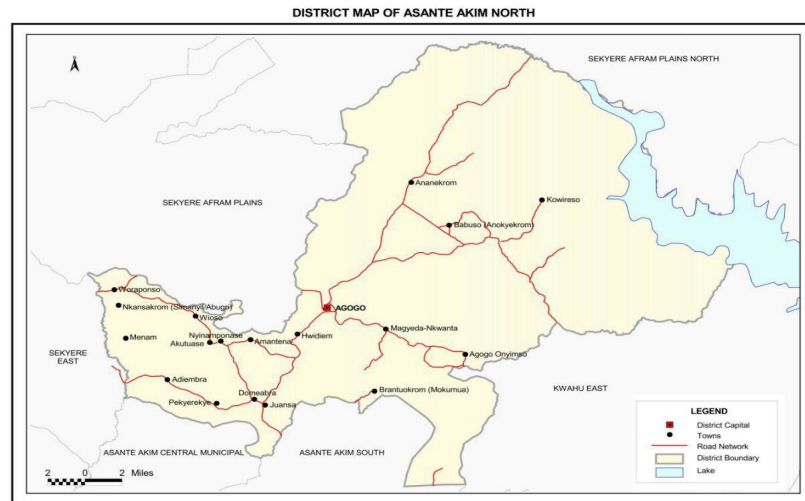 DISTRICT MAP OF ASANTE AKIM NORTH
SEKYERE AFRAM PLAINS NORTH
Ananekrom
Kowireso
SEKYERE AFRAM PLAINS
Babuso (Anokyekrom)
Woraponso
Nkansakrom (Simanyi/Abugri)
AGOGO
Wioso
Magyeda-Nkwanta
Nyinamponase
Hwidiem
Menam
Akutuase
Amantena
SEKYERE
EAST
Agogo Onyimso
Adiembra
KWAHU EAST
Brantuokrom (Mokumua)
Domeabra
Pekyerekye
Juansa
ASANTE AKIM CENTRAL MUNICIPAL
ASANTE AKIM SOUTH
2 0 2 Miles
LEGEND
District Capital
Towns
Road Network
District Boundary
Lake